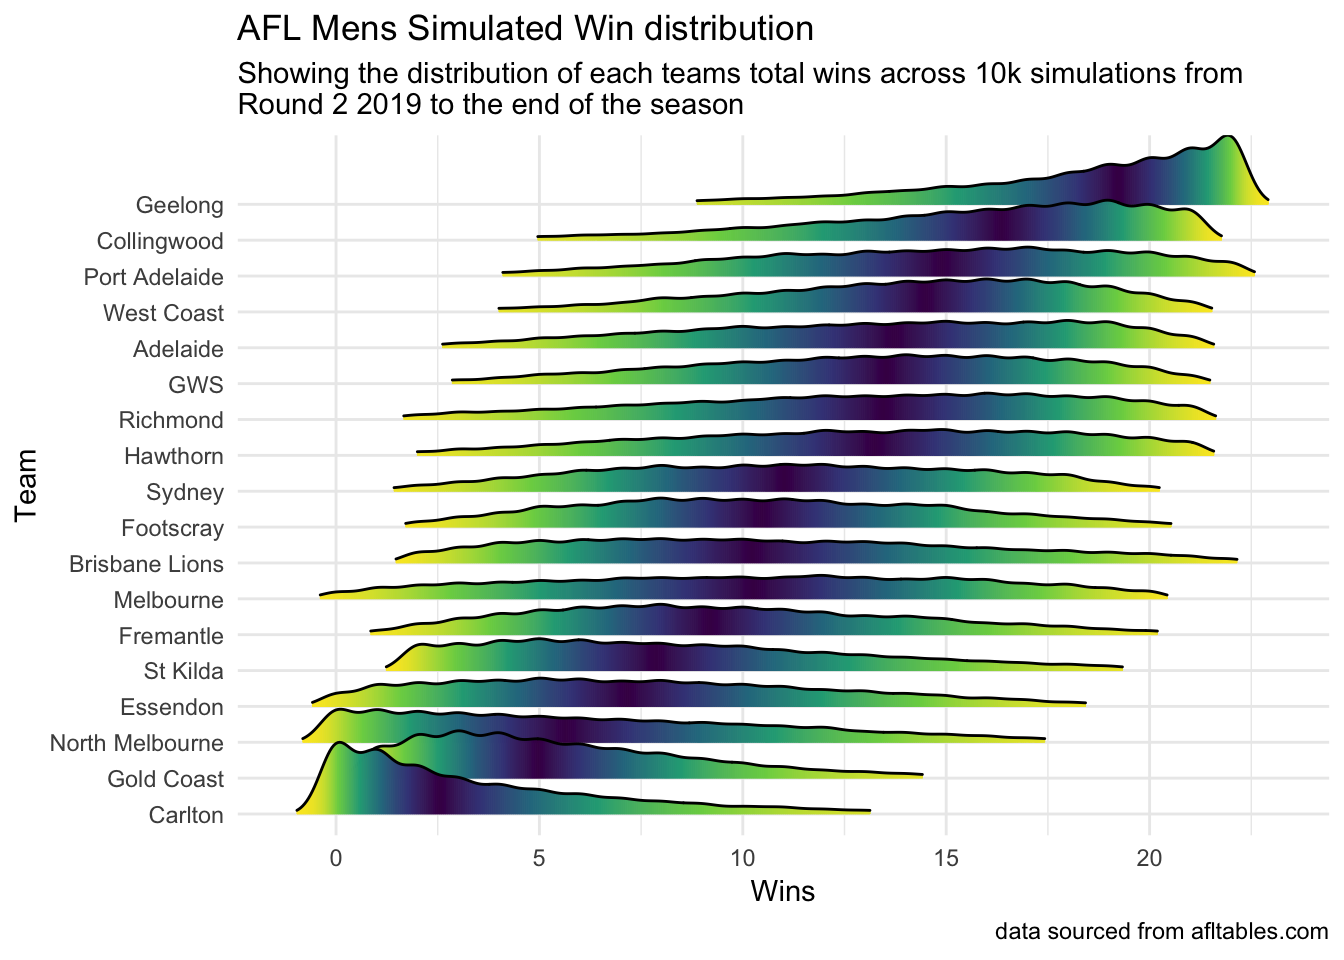 AFL Mens Simulated Win distribution
Showing the distribution of each teams total wins across 10k simulations from
Round 2 2019 to the end of the season
Team
Geelong
Collingwood
Port Adelaide
West Coast
Adelaide
GWS
Richmond
Hawthorn
Sydney
Footscray
Brisbane Lions
Melbourne
Fremantle
St Kilda
Essendon
North Melbourne
Gold Coast
Carlton
0 5 10 15 20
Wins
data sourced from afltables.com